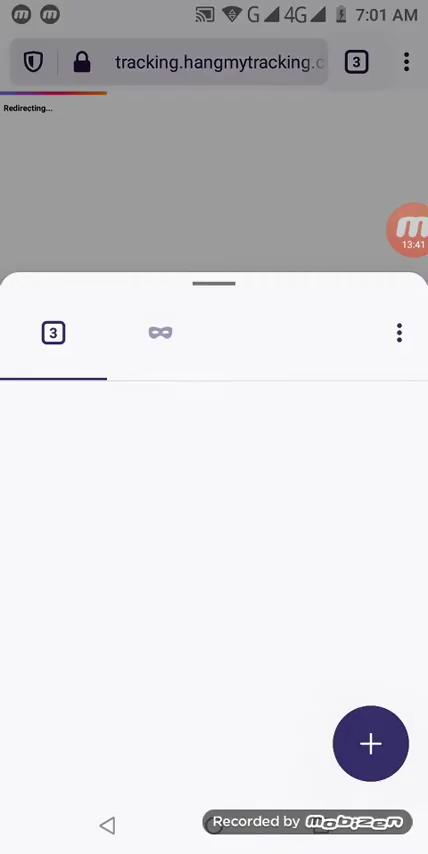 G 4G 7:01 AM
tracking.hangmytracking.c
3
Redirecting...
13:41
3
Recorded by mobizen